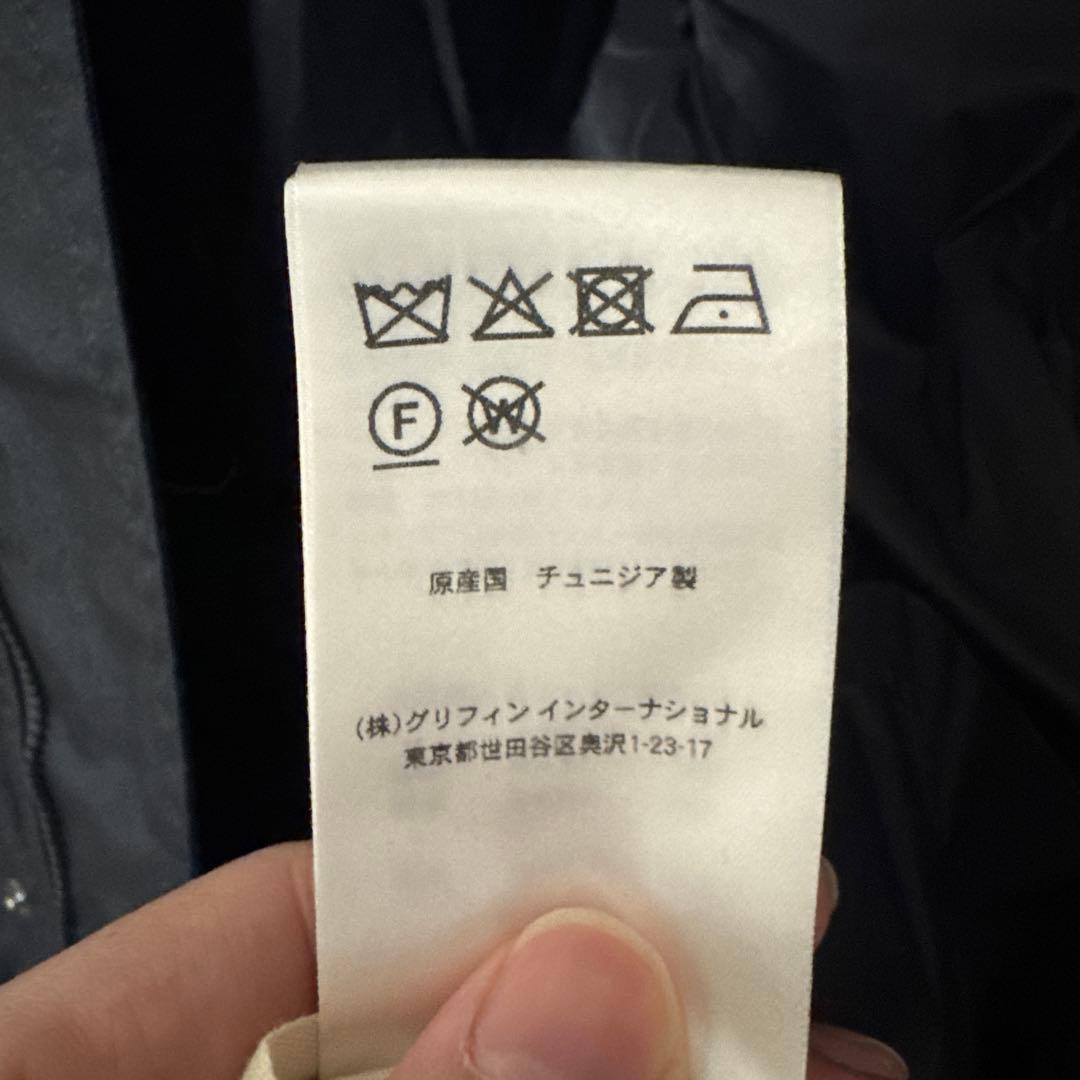 F W
原産国 チュニジア製
(株)グリフィン インターナショナル
東京都世田谷区奥沢1-23-17